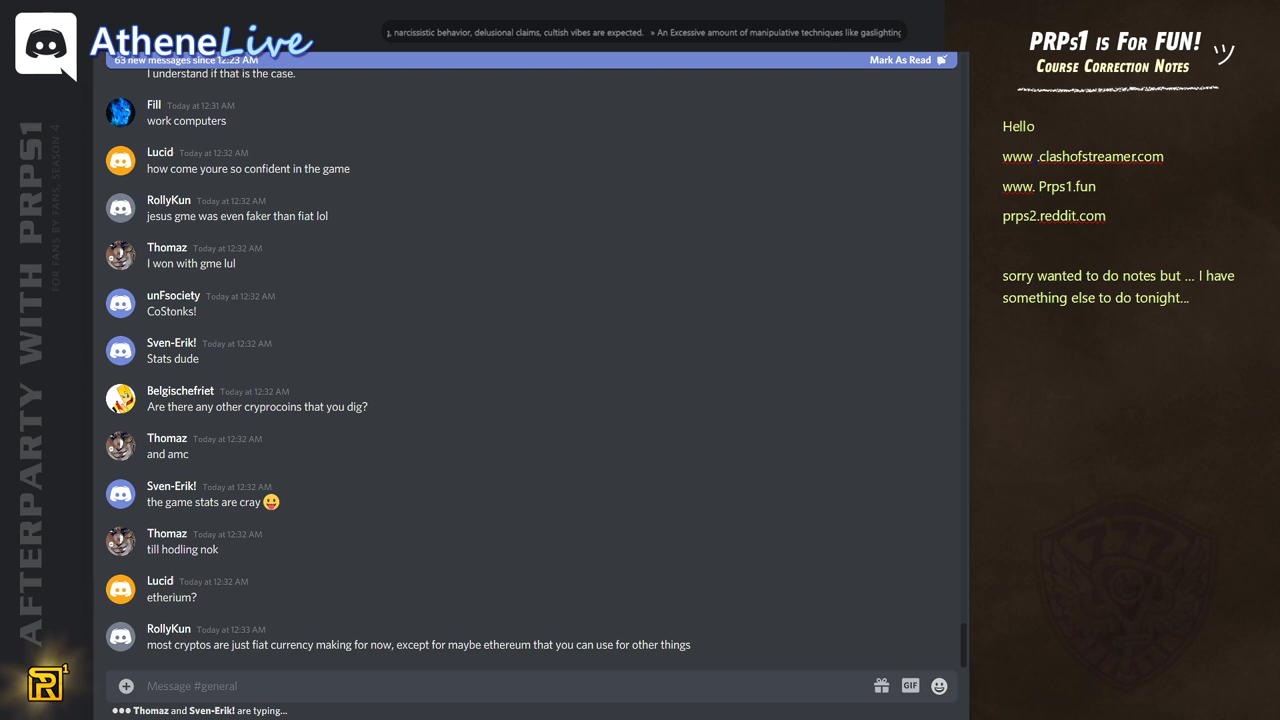 AtheneLive
g, narcissistic behavior, delusional claims, cultish vibes are expected. » An Excessive amount of manipulative techniques like gaslighting
63 new messages since 12:23 AM
Mark As Read
I understand if that is the case.
Fill Today at 12:31 AM
work computers
Lucid Today at 12:32 AM
how come youre so confident in the game
RollyKun Today at 12:32 AM
jesus gme was even faker than fiat lol
Thomaz Today at 12:32 AM
I won with gme lul
unFsociety Today at 12:32 AM
CoStonks!
Sven-Erik! Today at 12:32 AM
Stats dude
Belgischefriet Today at 12:32 AM
Are there any other cryprocoins that you dig?
Thomaz Today at 12:32 AM
and amc
Sven-Erik! Today at 12:32 AM
the game stats are cray 😛
Thomaz Today at 12:32 AM
till hodling nok
Lucid Today at 12:32 AM
etherium?
RollyKun Today at 12:33 AM
most cryptos are just fiat currency making for now, except for maybe ethereum that you can use for other things
Message #general
GIF
Thomaz and Sven-Erik! are typing...
AFTERPARTY WITH PRPS1
FOR FANS BY FANS, SEASON 4
R1
PRPs1 is For FUN! ツ
Course Correction Notes
Hello
www .clashofstreamer.com
www. Prps1.fun
prps2.reddit.com
sorry wanted to do notes but ... I have
something else to do tonight...
777